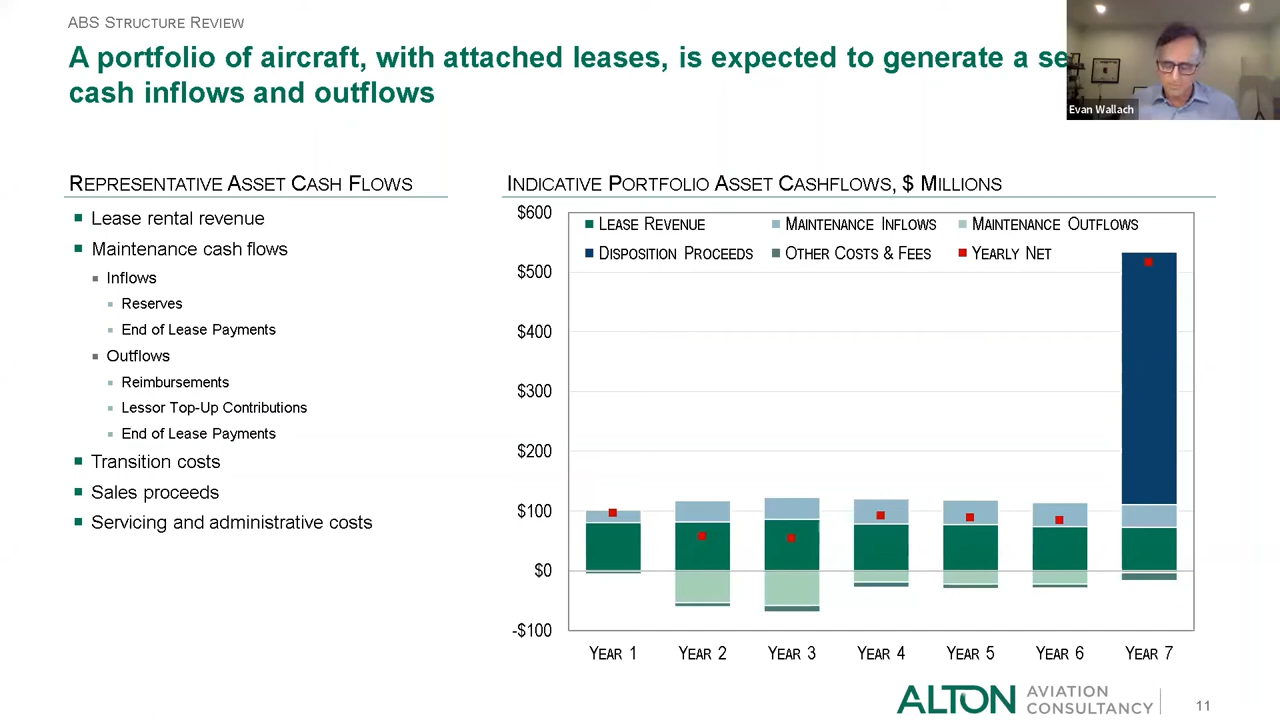 ABS Structure Review
A portfolio of aircraft, with attached leases, is expected to generate a se
cash inflows and outflows
Evan Wallach
Representative Asset Cash Flows
Lease rental revenue
Maintenance cash flows
Inflows
Reserves
End of Lease Payments
Outflows
Reimbursements
Lessor Top-Up Contributions
End of Lease Payments
Transition costs
Sales proceeds
Servicing and administrative costs
Indicative Portfolio Asset Cashflows, $ Millions
Lease Revenue Maintenance Inflows Maintenance Outflows
Disposition Proceeds Other Costs & Fees Yearly Net
$600
$500
$400
$300
$200
$100
$0
-$100
Year 1 Year 2 Year 3 Year 4 Year 5 Year 6 Year 7
ALTON AVIATION CONSULTANCY
11